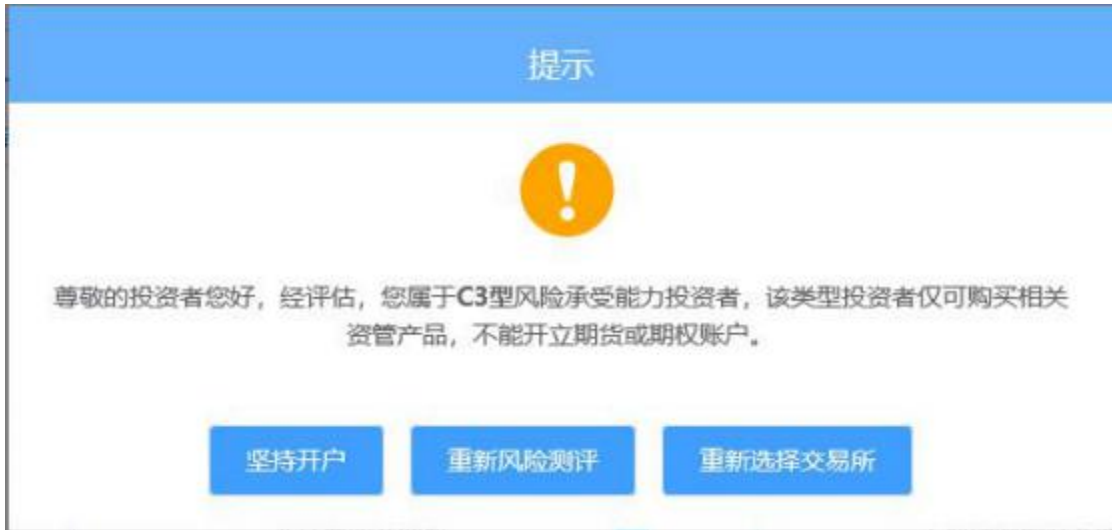 提示
尊敬的投资者您好，经评估，您属于C3型风险承受能力投资者，该类型投资者仅可购买相关
资管产品，不能开立期货或期权账户。
坚持开户
重新风险测评
重新选择交易所